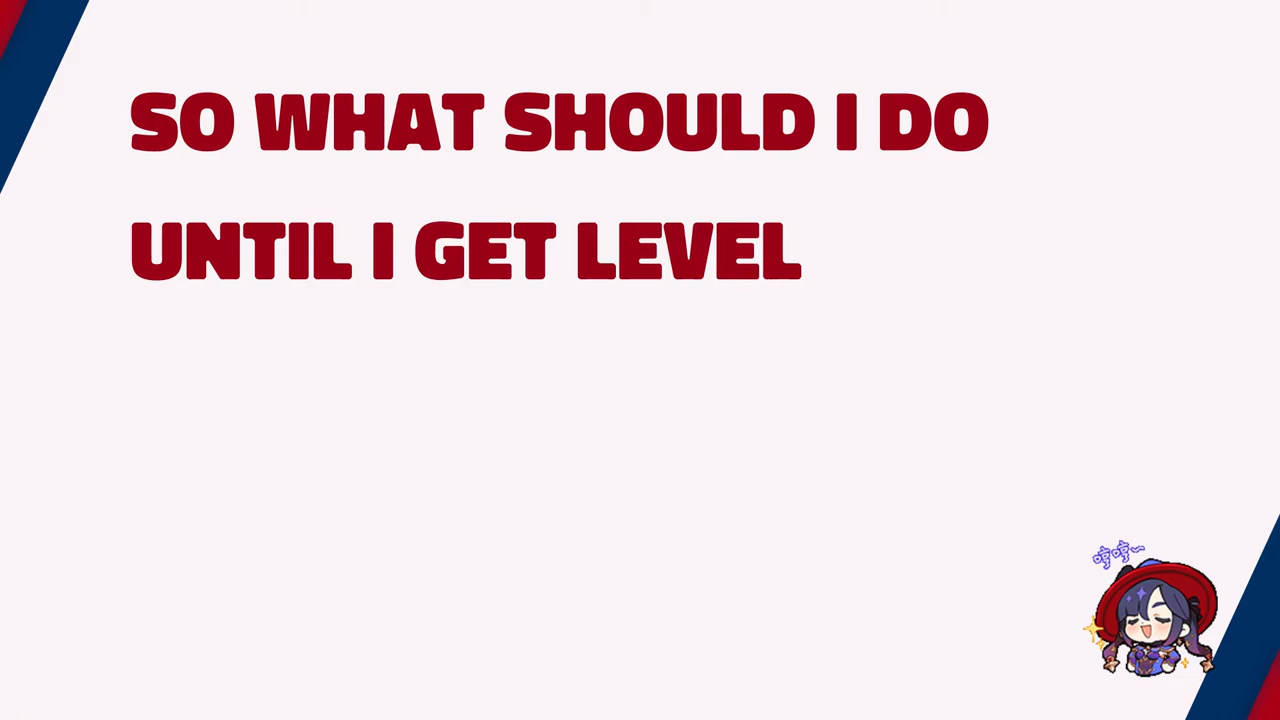 SO WHAT SHOULD I DO
UNTIL I GET LEVEL
哼哼~